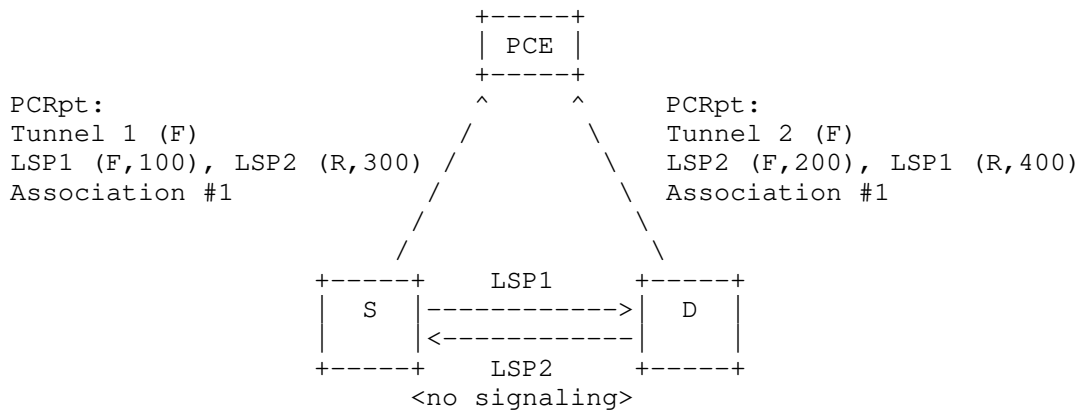 PCE
PCRpt: PCRpt:
Tunnel 1 (F) Tunnel 2 (F)
LSP1 (F,100), LSP2 (R,300) LSP2 (F,200), LSP1 (R,400)
Association #1 Association #1
LSP1
S D
LSP2
<no signaling>